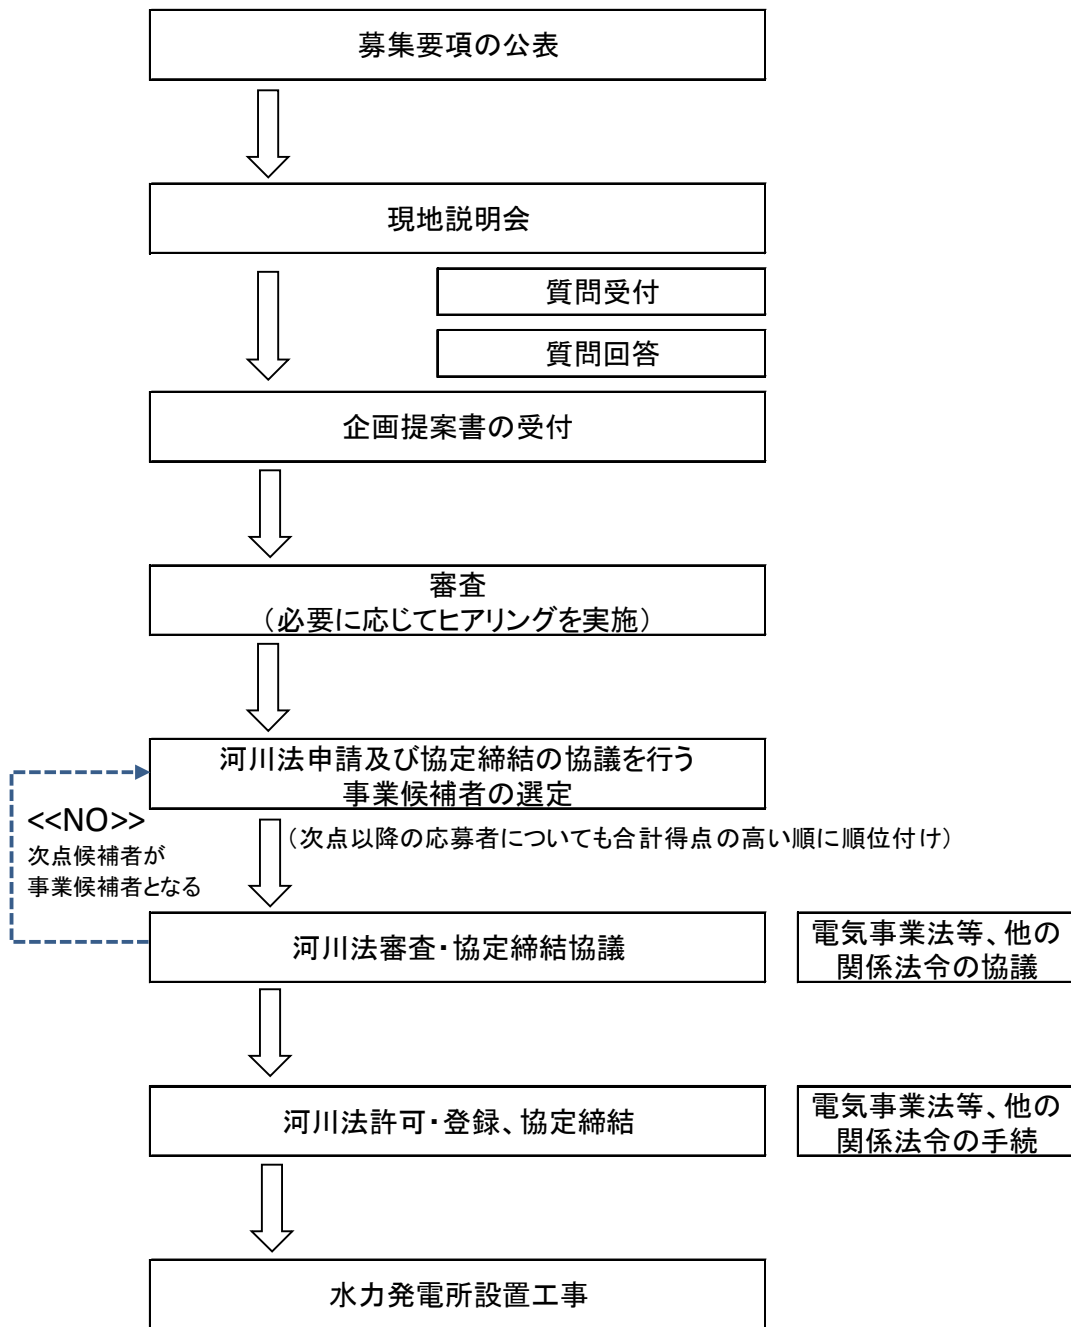 募集要項の公表
現地説明会
質問受付
質問回答
企画提案書の受付
審査
（必要に応じてヒアリングを実施）
河川法申請及び協定締結の協議を行う
事業候補者の選定
<<NO>>
次点候補者が
事業候補者となる
（次点以降の応募者についても合計得点の高い順に順位付け）
河川法審査・協定締結協議
電気事業法等、他の
関係法令の協議
河川法許可・登録、協定締結
電気事業法等、他の
関係法令の手続
水力発電所設置工事